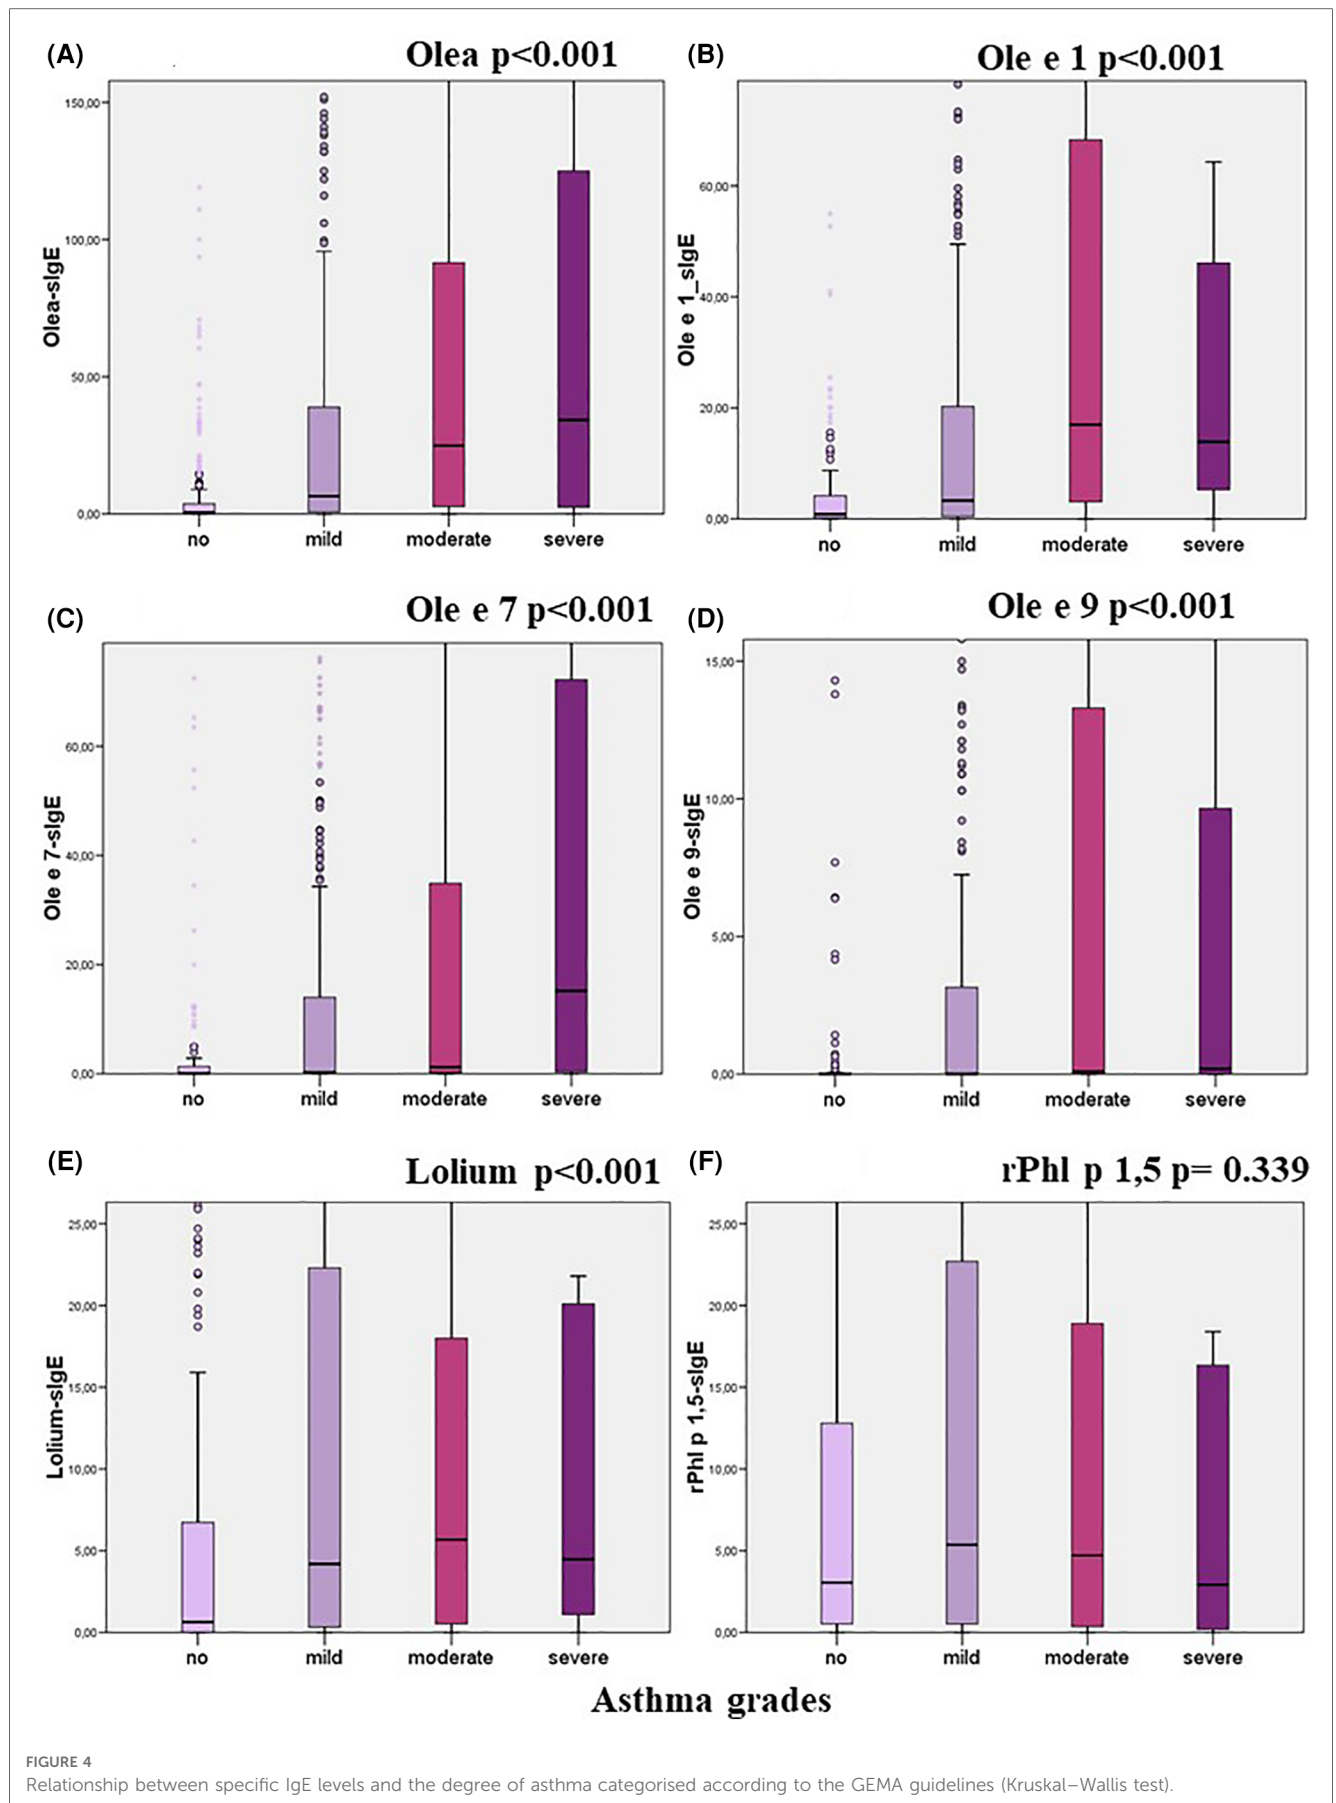 (A)
Olea p<0.001
150,00
100,00
50,00
0,00
Olea-sIgE
no mild moderate severe
(B)
Ole e 1 p<0.001
60,00
40,00
20,00
0,00
Ole e 1_sIgE
no mild moderate severe
(C)
Ole e 7 p<0.001
60,00
40,00
20,00
0,00
Ole e 7-sIgE
no mild moderate severe
(D)
Ole e 9 p<0.001
15,00
10,00
5,00
0,00
Ole e 9-sIgE
no mild moderate severe
(E)
Lolium p<0.001
25,00
20,00
15,00
10,00
5,00
0,00
Lolium-sIgE
no mild moderate severe
(F)
rPhl p 1,5 p= 0.339
25,00
20,00
15,00
10,00
5,00
0,00
rPhl p 1,5-sIgE
no mild moderate severe
Asthma grades
FIGURE 4
Relationship between specific IgE levels and the degree of asthma categorised according to the GEMA guidelines (Kruskal–Wallis test).